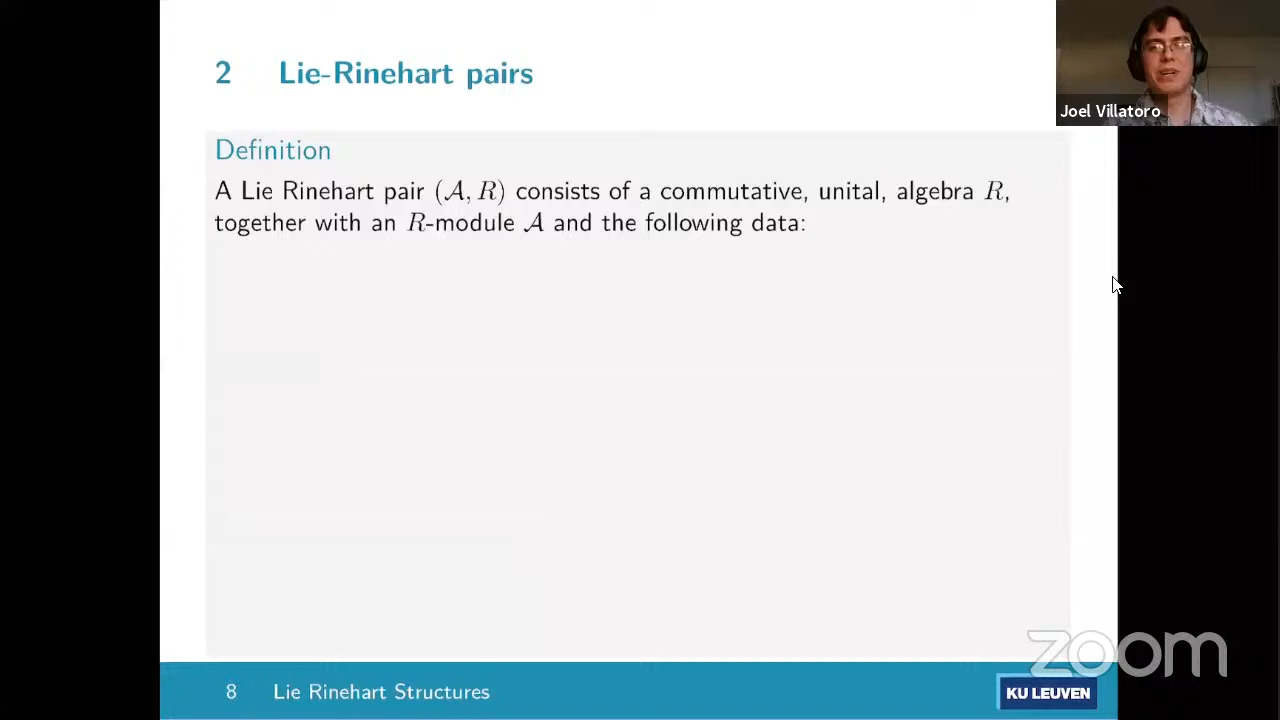 2 Lie-Rinehart pairs
Joel Villatoro
Definition
A Lie Rinehart pair (𝒜, R) consists of a commutative, unital, algebra R,
together with an R-module 𝒜 and the following data:
zoom
8 Lie Rinehart Structures
KU LEUVEN